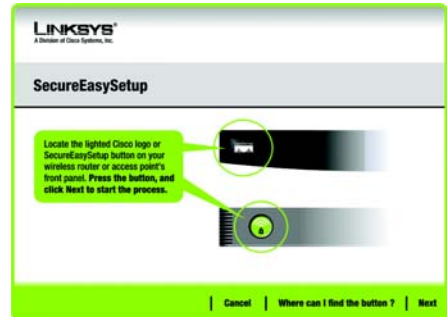 LINKSYS®
A Division of Cisco Systems, Inc.
SecureEasySetup
Locate the lighted Cisco logo or
SecureEasySetup button on your
wireless router or access point's
front panel. Press the button, and
click Next to start the process.
Cancel | Where can I find the button ? | Next